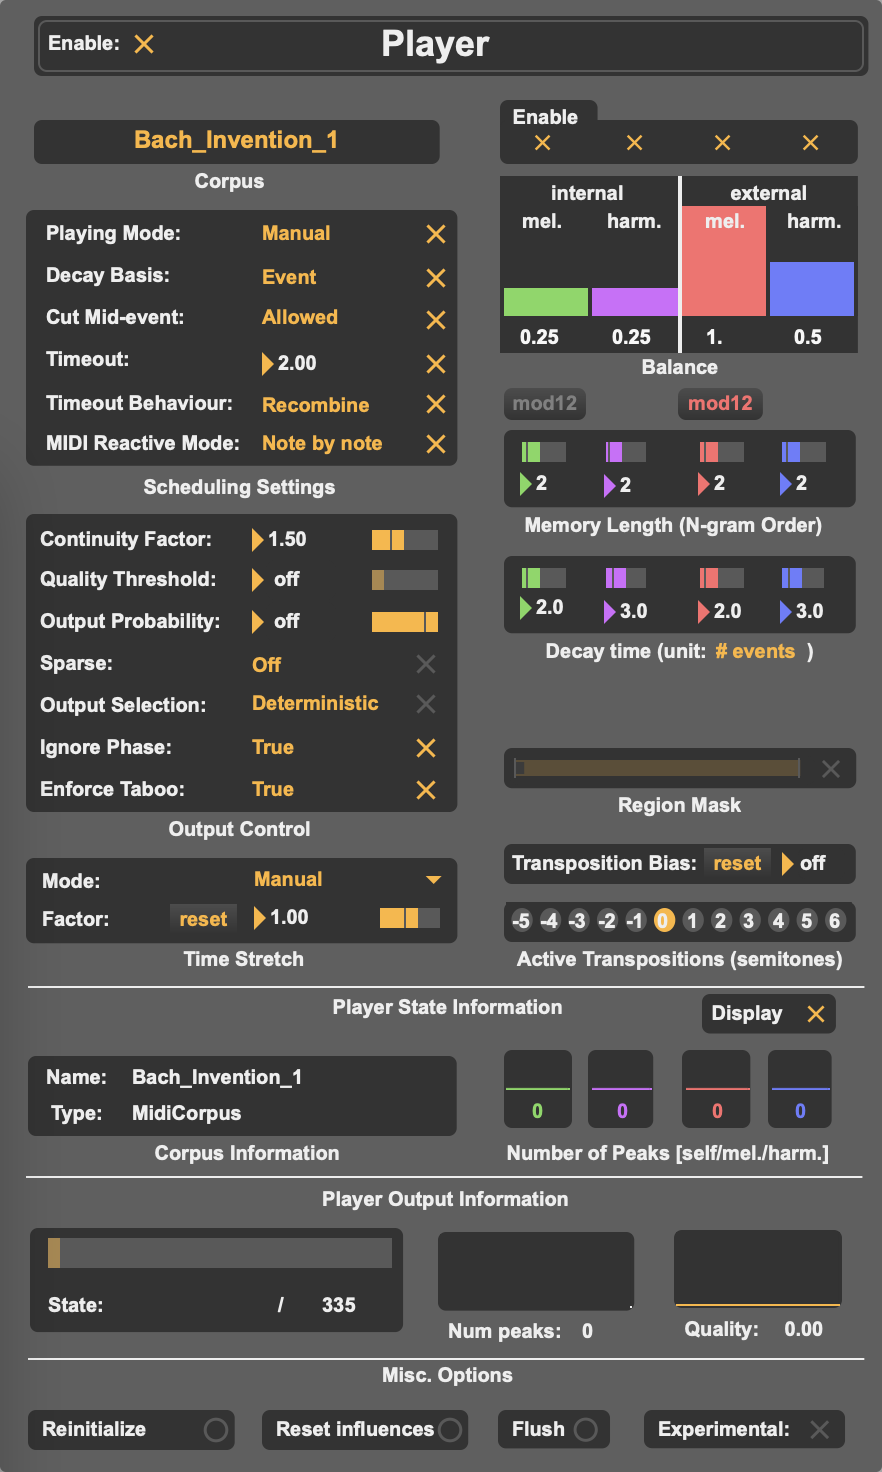 Enable:
Player
Bach_Invention_1
Corpus
Playing Mode: Manual
Decay Basis: Event
Cut Mid-event: Allowed
Timeout: 2.00
Timeout Behaviour: Recombine
MIDI Reactive Mode: Note by note
Scheduling Settings
Continuity Factor: 1.50
Quality Threshold: off
Output Probability: off
Sparse: Off
Output Selection: Deterministic
Ignore Phase: True
Enforce Taboo: True
Output Control
Mode: Manual
Factor: reset 1.00
Time Stretch
Enable
internal external
mel. harm. mel. harm.
0.25 0.25 1. 0.5
Balance
mod12 mod12
2 2 2 2
Memory Length (N-gram Order)
2.0 3.0 2.0 3.0
Decay time (unit: # events )
Region Mask
Transposition Bias: reset off
-5 -4 -3 -2 -1 0 1 2 3 4 5 6
Active Transpositions (semitones)
Player State Information
Display
Name: Bach_Invention_1
Type: MidiCorpus
Corpus Information
0 0 0 0
Number of Peaks [self/mel./harm.]
Player Output Information
State: / 335
Num peaks: 0
Quality: 0.00
Misc. Options
Reinitialize Reset influences Flush Experimental: